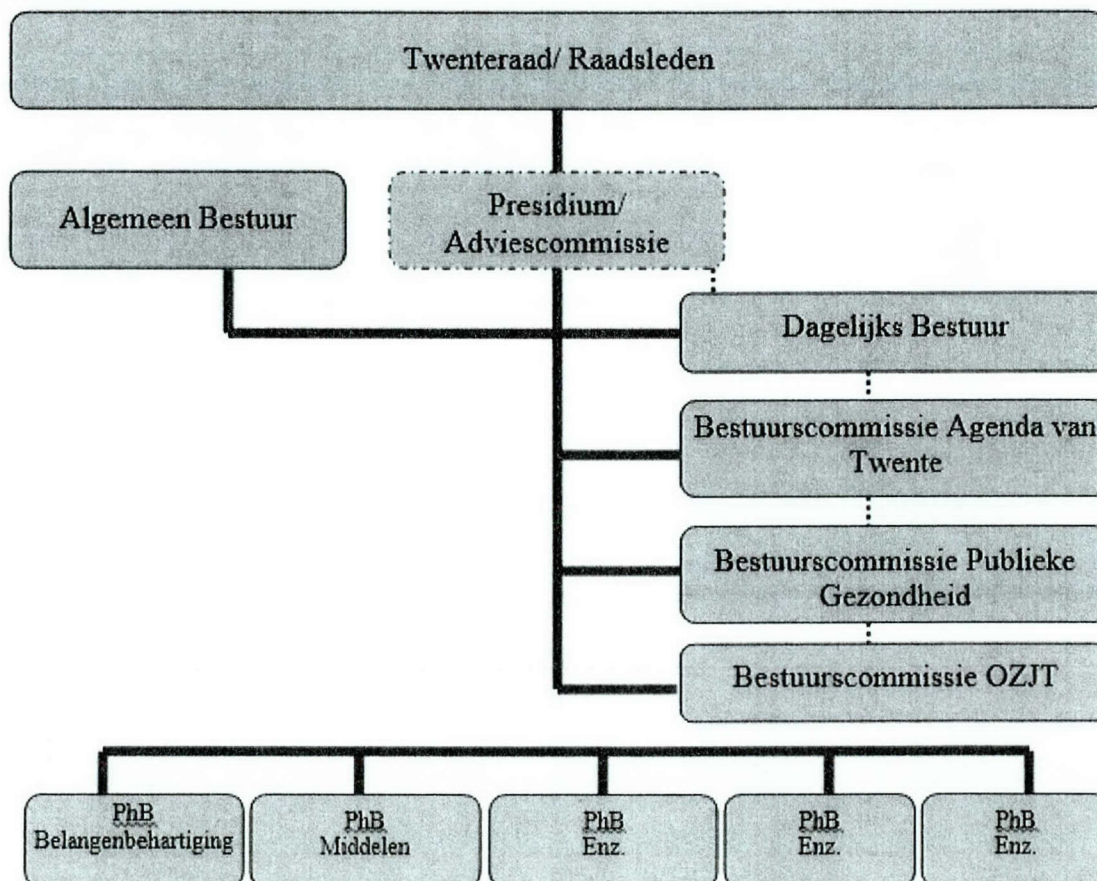 Twenteraad/ Raadsleden
Algemeen Bestuur
Presidium/
Adviescommissie
Dagelijks Bestuur
Bestuurscommissie Agenda van
Twente
Bestuurscommissie Publieke
Gezondheid
Bestuurscommissie OZJT
PhB
Belangenbehartiging
PhB
Middelen
PhB
Enz.
PhB
Enz.
PhB
Enz.